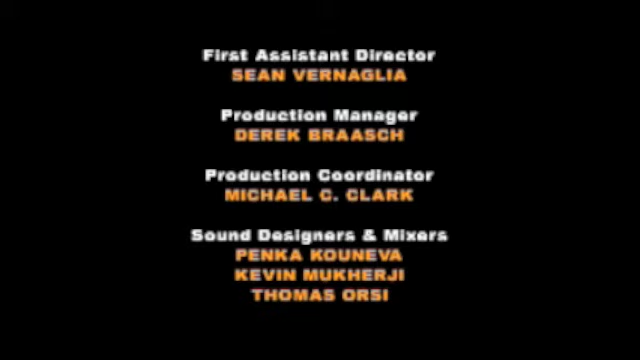 First Assistant Director
SEAN VERNAGLIA
Production Manager
DEREK BRAASCH
Production Coordinator
MICHAEL C. CLARK
Sound Designers & Mixers
PENKA KOUNEVA
KEVIN MUKHERJI
THOMAS ORSI